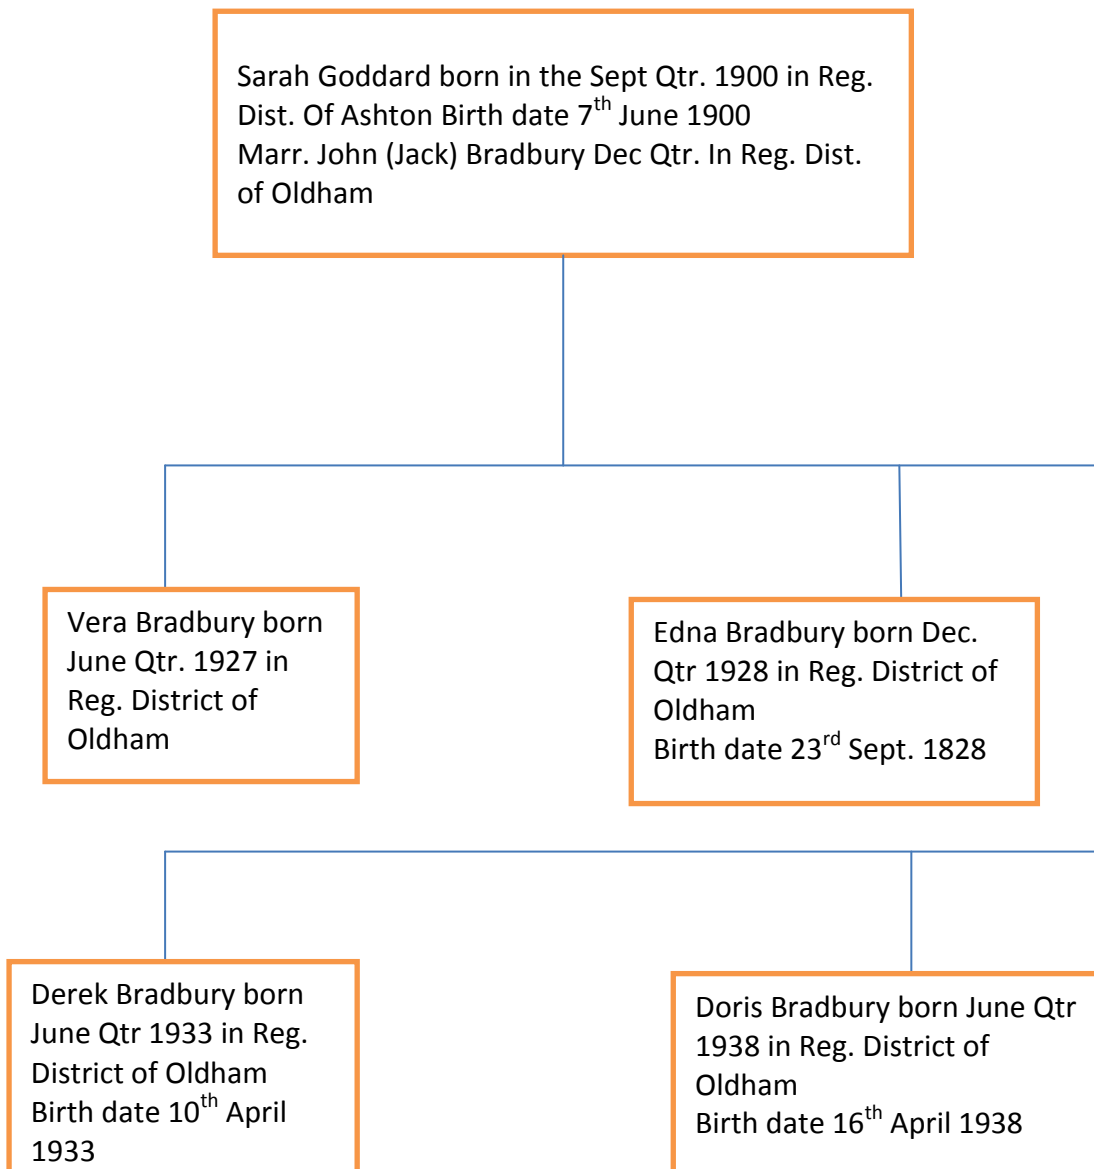 Sarah Goddard born in the Sept Qtr. 1900 in Reg.
Dist. Of Ashton Birth date 7th June 1900
Marr. John (Jack) Bradbury Dec Qtr. In Reg. Dist.
of Oldham
Vera Bradbury born
June Qtr. 1927 in
Reg. District of
Oldham
Edna Bradbury born Dec.
Qtr 1928 in Reg. District of
Oldham
Birth date 23rd Sept. 1828
Derek Bradbury born
June Qtr 1933 in Reg.
District of Oldham
Birth date 10th April
1933
Doris Bradbury born June Qtr
1938 in Reg. District of
Oldham
Birth date 16th April 1938